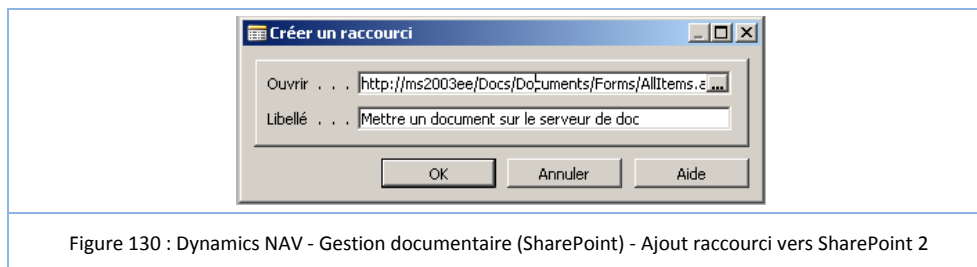 Créer un raccourci
Ouvrir . . . http://ms2003ee/Docs/Documents/Forms/AllItems.a ...
Libellé . . . Mettre un document sur le serveur de doc
OK Annuler Aide
Figure 130 : Dynamics NAV - Gestion documentaire (SharePoint) - Ajout raccourci vers SharePoint 2